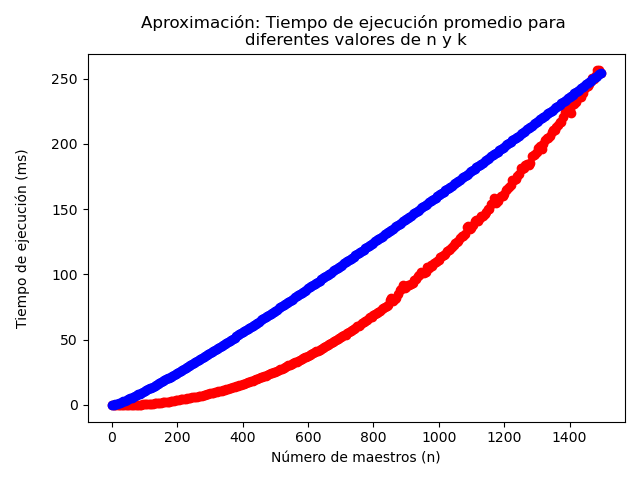 Aproximación: Tiempo de ejecución promedio para
diferentes valores de n y k
Tiempo de ejecución (ms)
250
200
150
100
50
0
0 200 400 600 800 1000 1200 1400
Número de maestros (n)